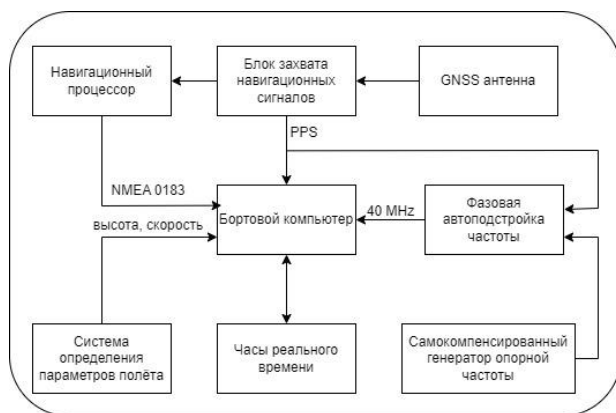 Навигационный
процессор
Блок захвата
навигационных
сигналов
GNSS антенна
PPS
NMEA 0183
высота, скорость
Бортовой компьютер
40 MHz
Фазовая
автоподстройка
частоты
Система
определения
параметров полёта
Часы реального
времени
Самокомпенсированный
генератор опорной
частоты